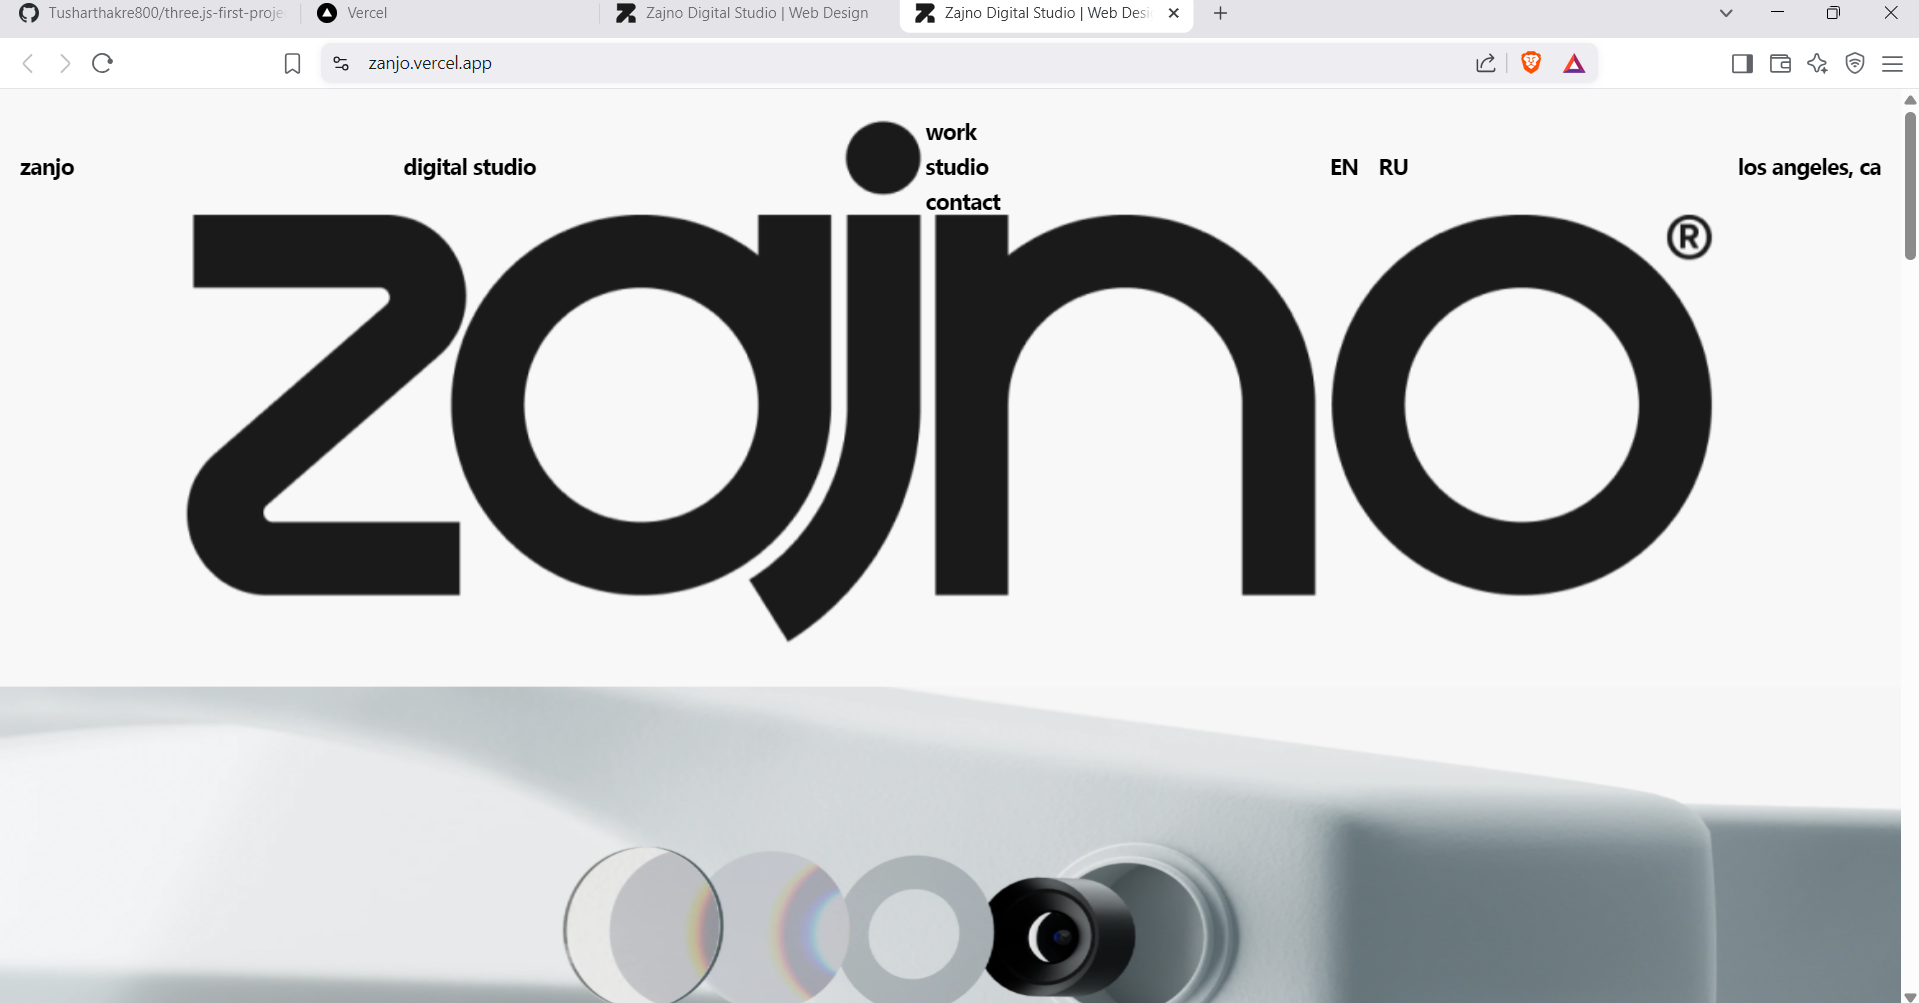 Tusharthakre800/three.js-first-proje
Vercel
Zajno Digital Studio | Web Design
Zajno Digital Studio | Web Desi
zanjo.vercel.app
work
zanjo
digital studio
studio
EN RU
los angeles, ca
contact
zajno®